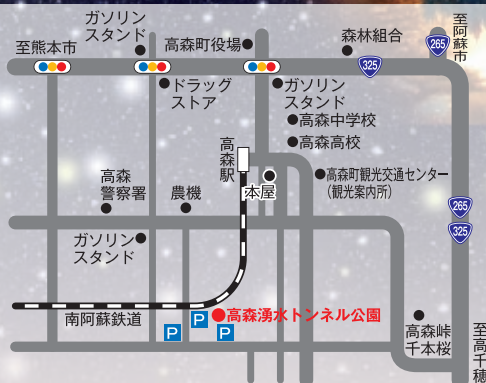 ガソリン
スタンド
至熊本市
高森町役場
森林組合
至阿蘇市
265
325
ドラッグ
ストア
ガソリン
スタンド
高森中学校
高森高校
高森駅
高森町観光交通センター
（観光案内所）
本屋
高森
警察署
農機
265
325
ガソリン
スタンド
南阿蘇鉄道
高森湧水トンネル公園
P
P
P
高森峠
千本桜
至高千穂